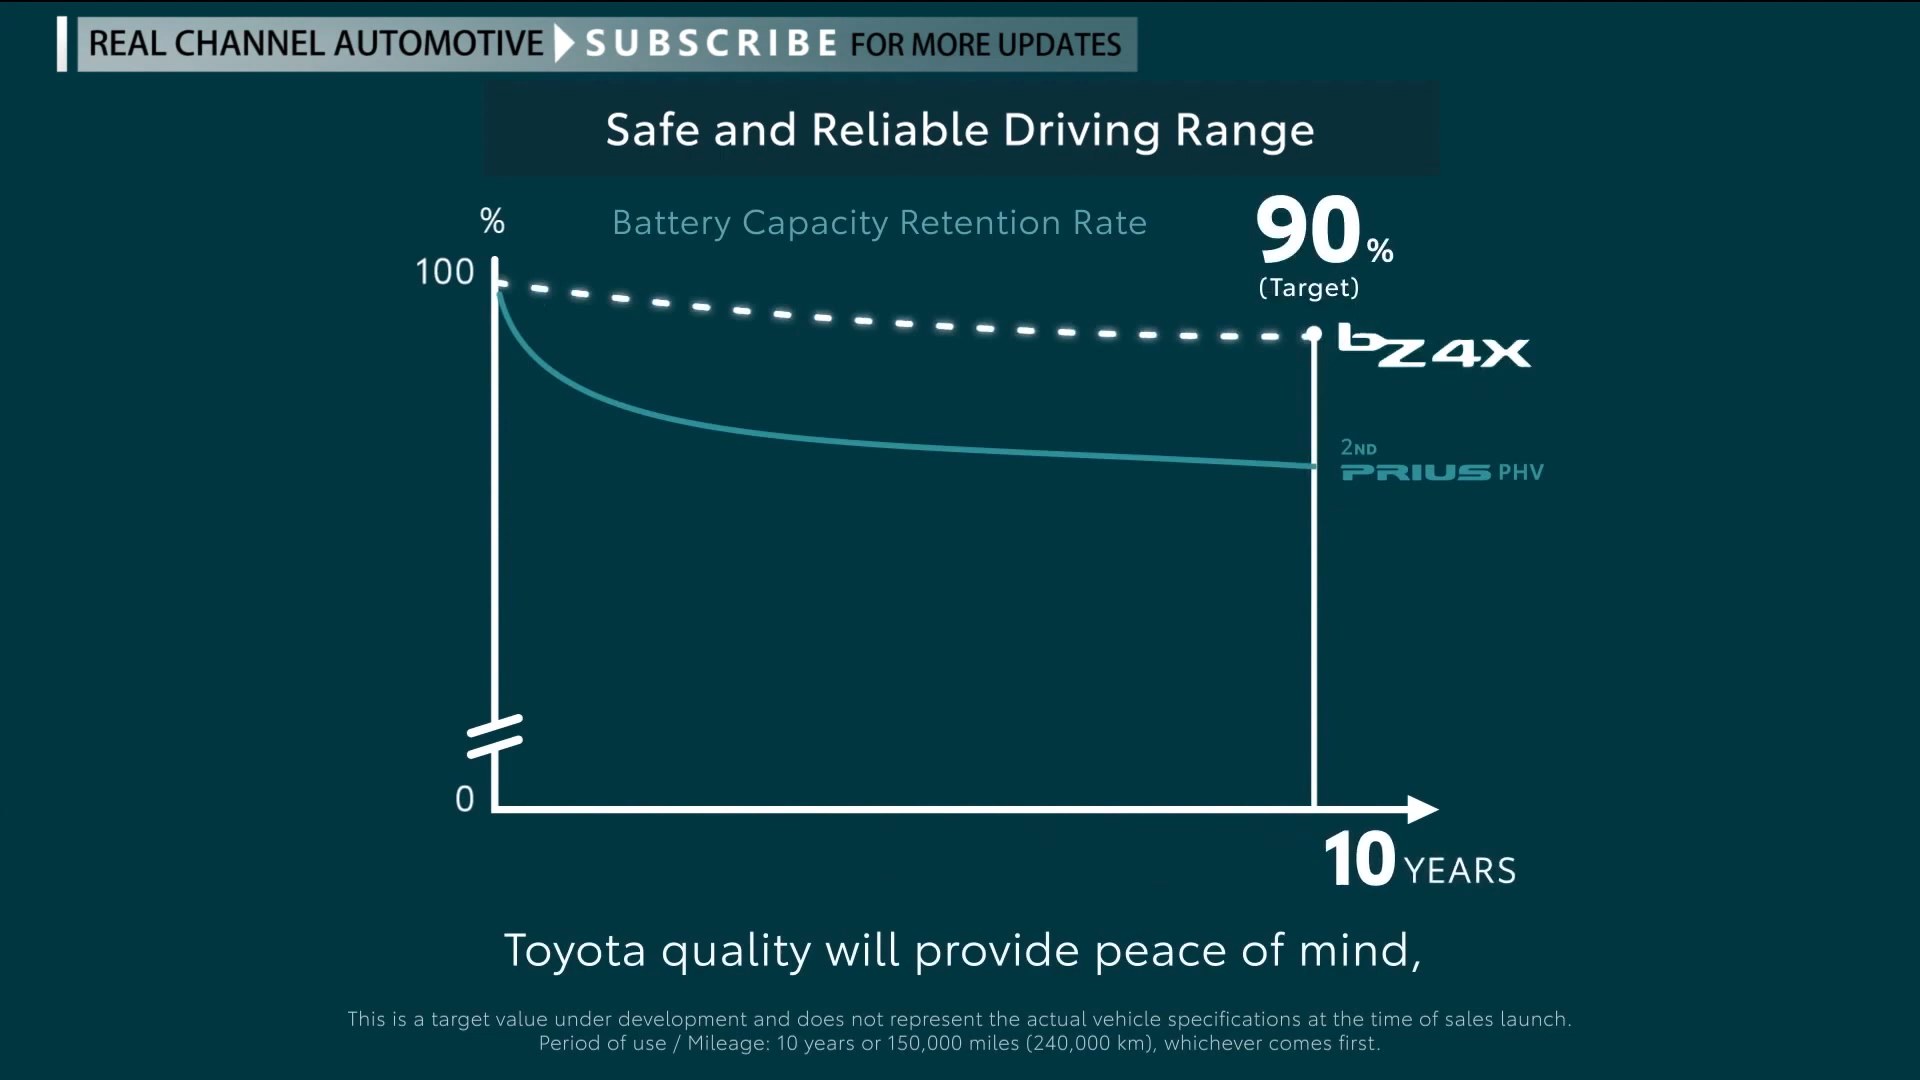 REAL CHANNEL AUTOMOTIVE SUBSCRIBE FOR MORE UPDATES
Safe and Reliable Driving Range
% Battery Capacity Retention Rate 90%
(Target)
100
bZ4X
2ND
PRIUS PHV
0
10 YEARS
Toyota quality will provide peace of mind,
This is a target value under development and does not represent the actual vehicle specifications at the time of sales launch.
Period of use / Mileage: 10 years or 150,000 miles (240,000 km), whichever comes first.